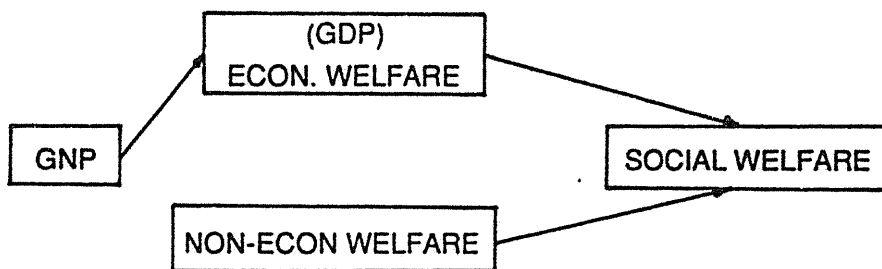 (GDP)
ECON. WELFARE
GNP
SOCIAL WELFARE
NON-ECON WELFARE